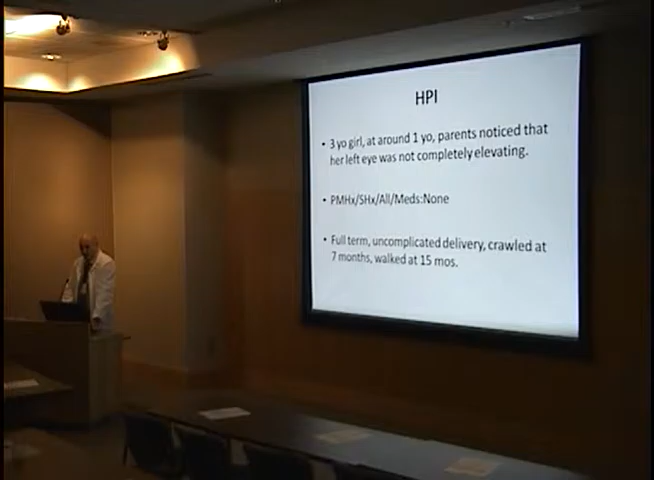 HPI
• 3 yo girl, at around 1 yo, parents noticed that
her left eye was not completely elevating.
• PMHx/SHx/All/Meds:None
• Full term, uncomplicated delivery, crawled at
7 months, walked at 15 mos.